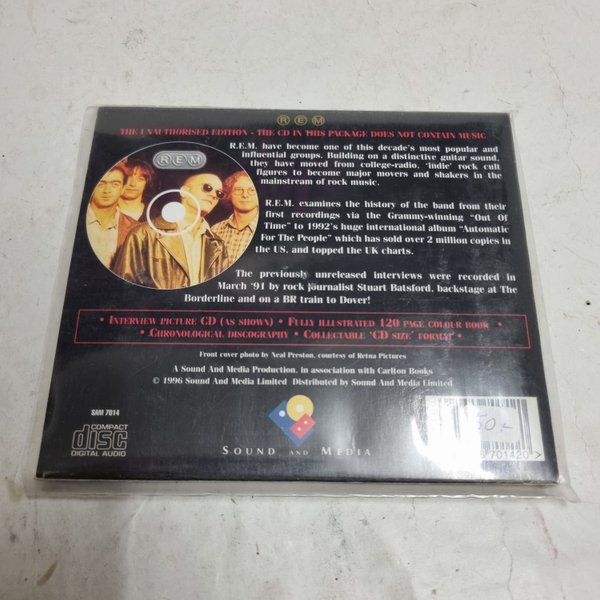 R E M
THE UNAUTHORISED EDITION - THE CD IN THIS PACKAGE DOES NOT CONTAIN MUSIC
R.E.M. have become one of this decade's most popular and
influential groups. Building on a distinctive guitar sound,
they have moved from college-radio, 'indie' rock cult
figures to become major movers and shakers in the
mainstream of rock music.
R.E.M
R.E.M. examines the history of the band from their
first recordings via the Grammy-winning "Out Of
Time" to 1992's huge international album "Automatic
For The People" which has sold over 2 million copies in
the US, and topped the UK charts.
The previously unreleased interviews were recorded in
March '91 by rock journalist Stuart Batsford, backstage at The
Borderline and on a BR train to Dover!
• INTERVIEW PICTURE CD (AS SHOWN) • FULLY ILLUSTRATED 120 PAGE COLOUR BOOK •
• CHRONOLOGICAL DISCOGRAPHY • COLLECTABLE 'CD SIZE' FORMAT •
Front cover photo by Neal Preston, courtesy of Retna Pictures
A Sound And Media Production, in association with Carlton Books
© 1996 Sound And Media Limited Distributed by Sound And Media Limited
SAM 7014
COMPACT
disc
DIGITAL AUDIO
SOUND AND MEDIA
50,-
701420 >